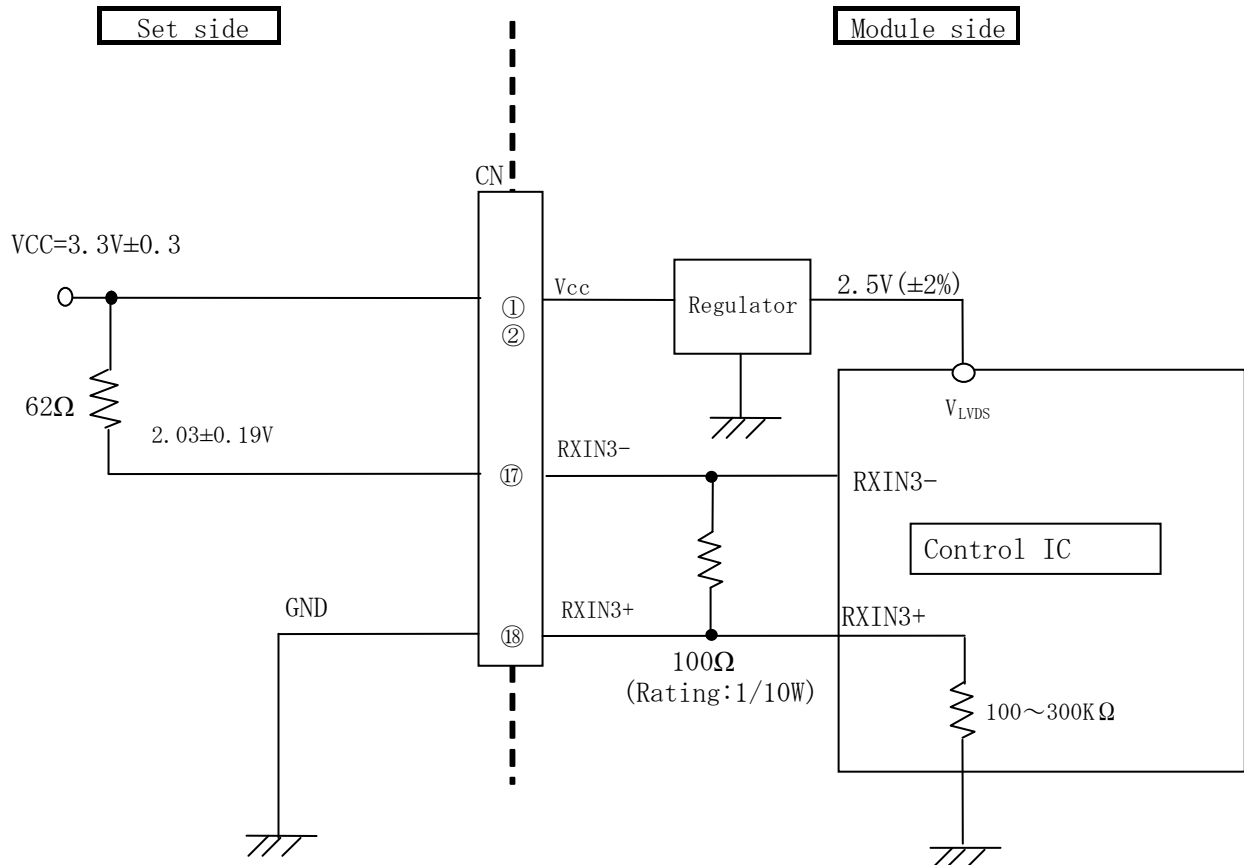 Set side
Module side
CN
VCC=3.3V±0.3
Vcc
Regulator
2.5V(±2%)
①
②
62Ω
2.03±0.19V
V_LVDS
RXIN3-
⑰
RXIN3-
Control IC
GND
RXIN3+
⑱
RXIN3+
100Ω
(Rating:1/10W)
100～300KΩ